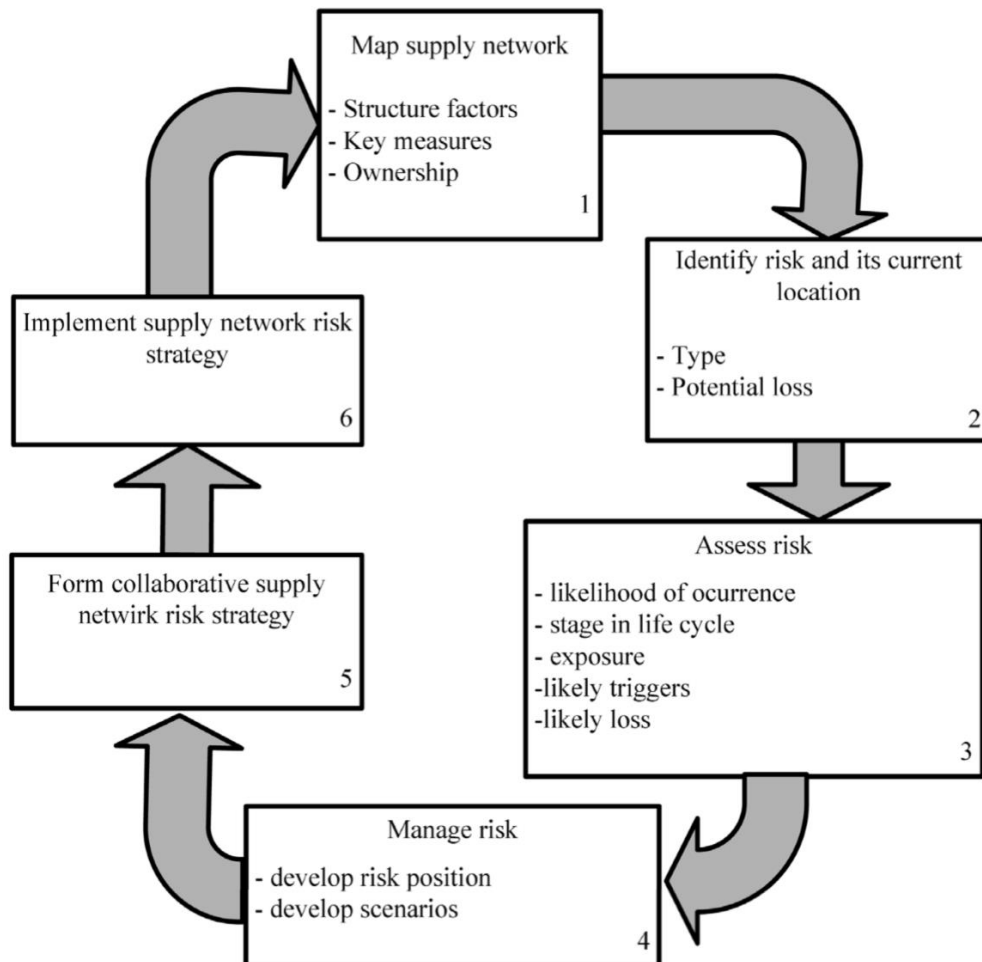 Map supply network
- Structure factors
- Key measures
- Ownership
1
Identify risk and its current
location
- Type
- Potential loss
2
Assess risk
- likelihood of ocurrence
- stage in life cycle
- exposure
-likely triggers
-likely loss
3
Manage risk
- develop risk position
- develop scenarios
4
Form collaborative supply
netwirk risk strategy
5
Implement supply network risk
strategy
6